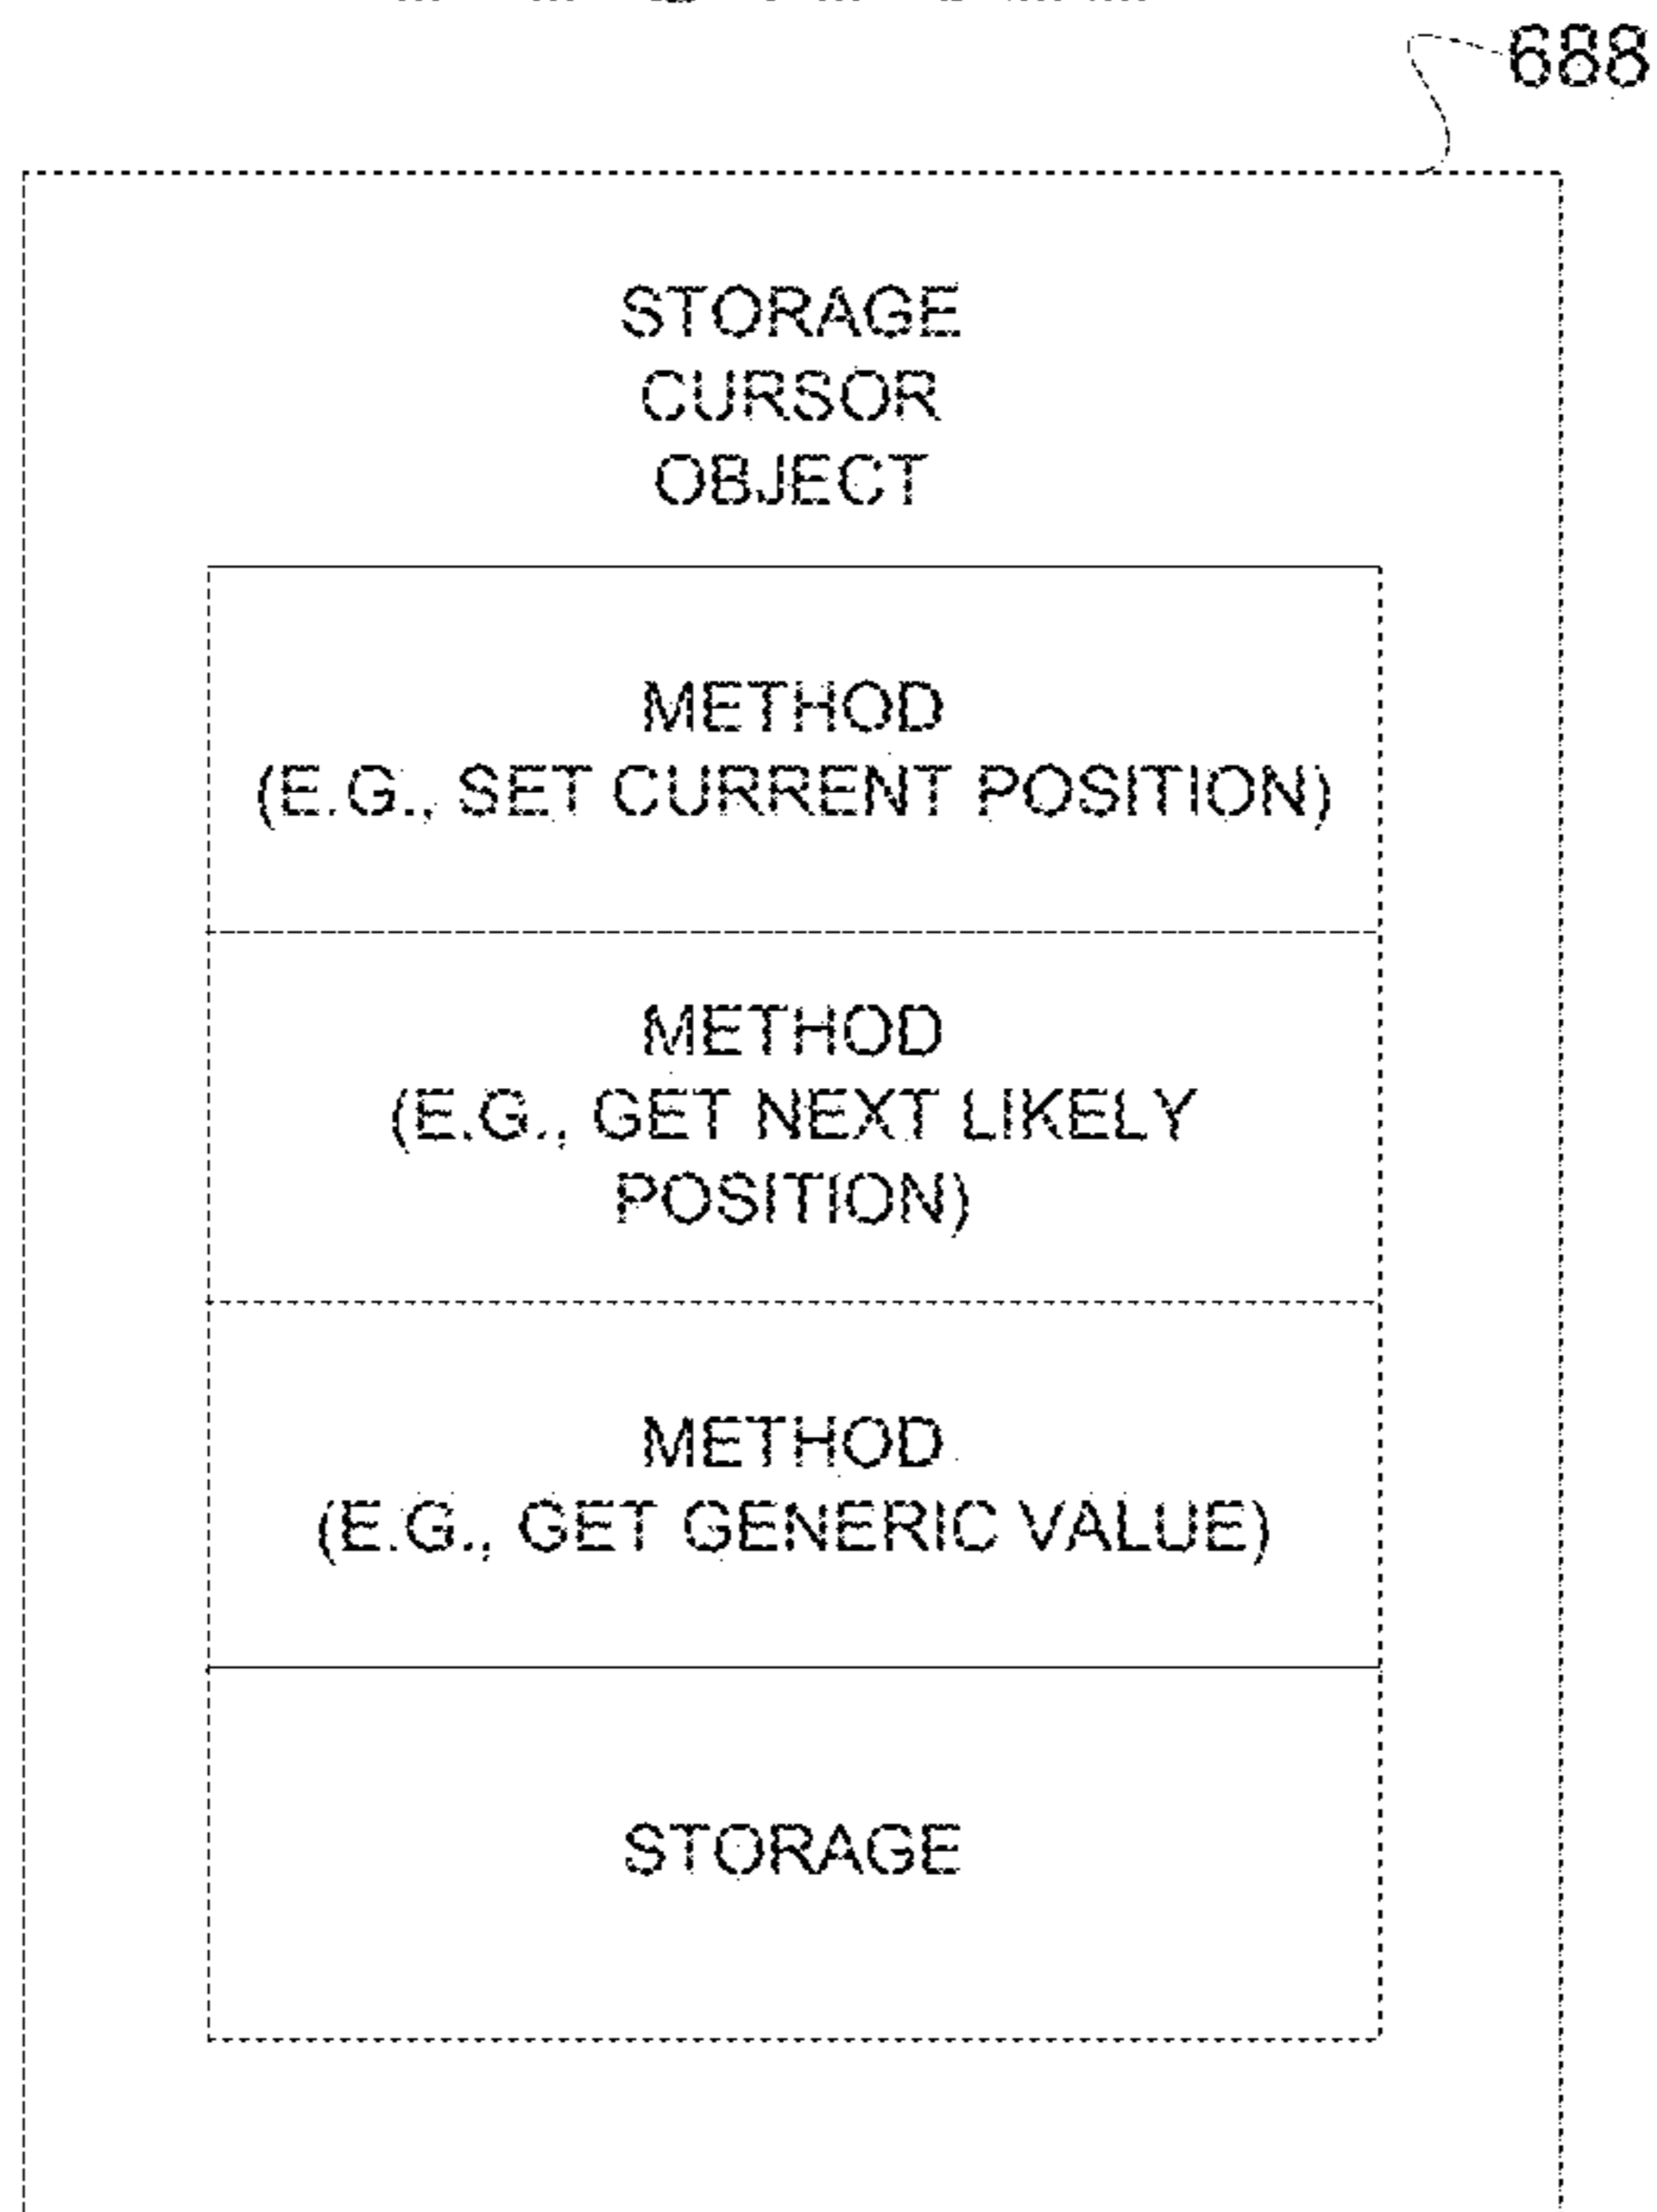 688
STORAGE
CURSOR
OBJECT
METHOD
(E.G., SET CURRENT POSITION)
METHOD
(E.G., GET NEXT LIKELY
POSITION)
METHOD
(E.G., GET GENERIC VALUE)
STORAGE